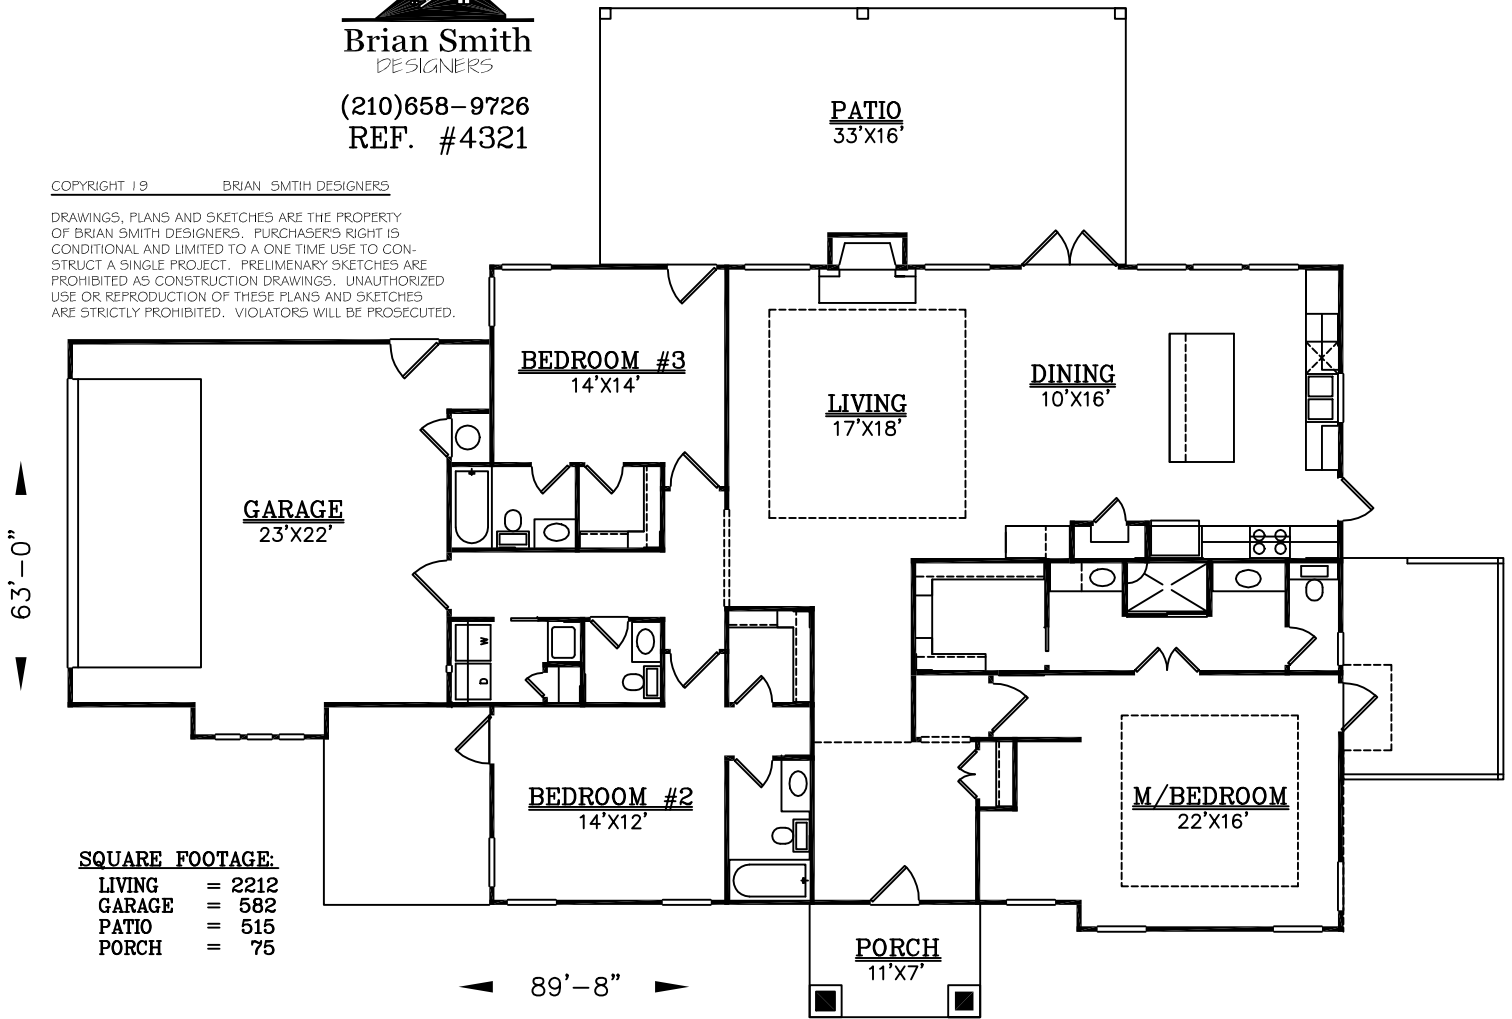 Brian Smith
DESIGNERS
(210)658-9726
REF. #4321
COPYRIGHT 19 BRIAN SMTIH DESIGNERS
DRAWINGS, PLANS AND SKETCHES ARE THE PROPERTY
OF BRIAN SMITH DESIGNERS. PURCHASER'S RIGHT IS
CONDITIONAL AND LIMITED TO A ONE TIME USE TO CON-
STRUCT A SINGLE PROJECT. PRELIMENARY SKETCHES ARE
PROHIBITED AS CONSTRUCTION DRAWINGS. UNAUTHORIZED
USE OR REPRODUCTION OF THESE PLANS AND SKETCHES
ARE STRICTLY PROHIBITED. VIOLATORS WILL BE PROSECUTED.
PATIO
33'X16'
BEDROOM #3
14'X14'
LIVING
17'X18'
DINING
10'X16'
GARAGE
23'X22'
63'-0"
W
D
BEDROOM #2
14'X12'
M/BEDROOM
22'X16'
SQUARE FOOTAGE:
LIVING = 2212
GARAGE = 582
PATIO = 515
PORCH = 75
PORCH
11'X7'
89'-8"